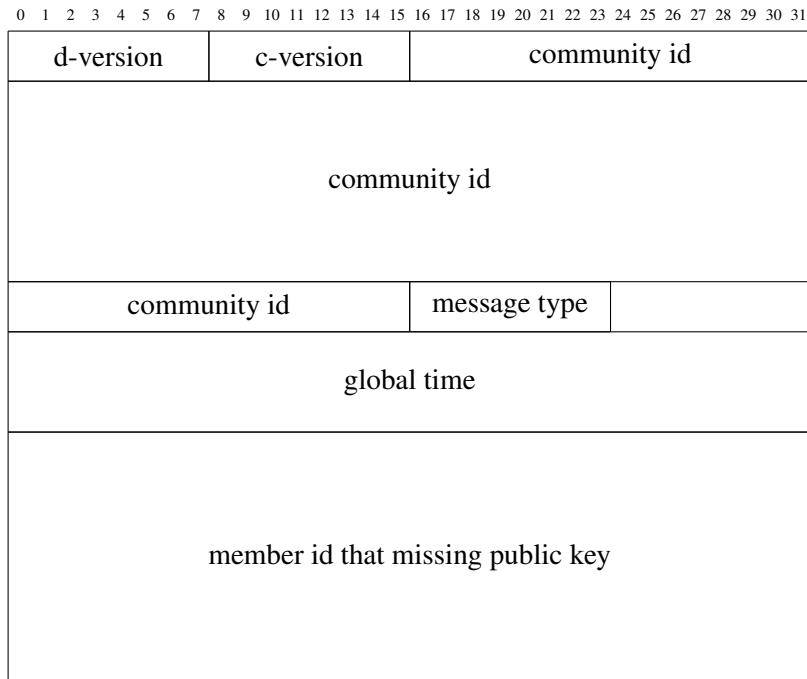 0 1 2 3 4 5 6 7 8 9 10 11 12 13 14 15 16 17 18 19 20 21 22 23 24 25 26 27 28 29 30 31
d-version c-version community id
community id
community id message type
global time
member id that missing public key